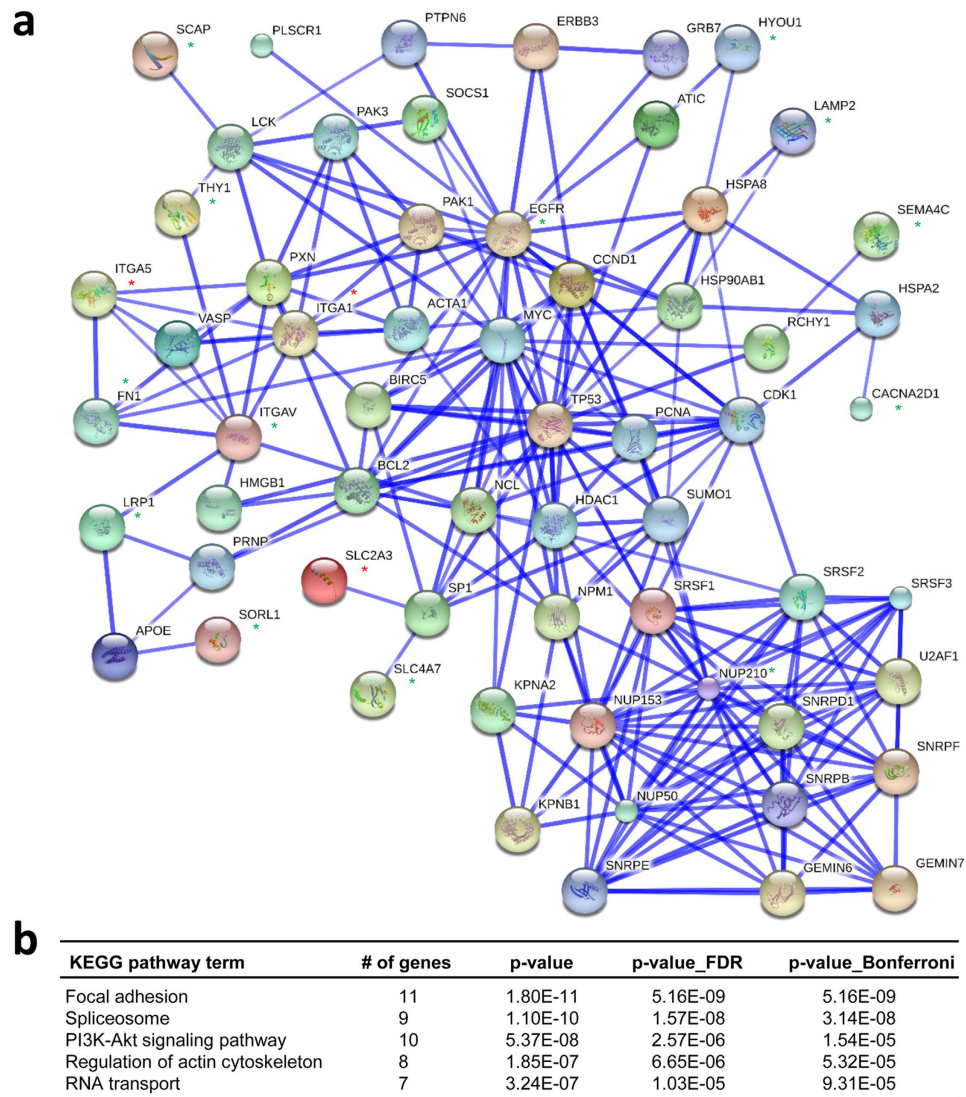 a
SCAP
*
PLSCR1
PTPN6
ERBB3
GRB7
HYOU1
*
LCK
PAK3
SOCS1
ATIC
LAMP2
*
THY1
*
PAK1
EGFR
*
HSPA8
SEMA4C
*
ITGA5
*
PXN
ITGA1
*
ACTA1
CCND1
HSP90AB1
HSPA2
VASP
MYC
RCHY1
FN1
*
BIRC5
TP53
PCNA
CDK1
CACNA2D1
*
ITGAV
*
BCL2
HMGB1
NCL
HDAC1
SUMO1
LRP1
*
PRNP
SLC2A3
*
SP1
NPM1
SRSF1
SRSF2
SRSF3
APOE
SORL1
*
SLC4A7
*
KPNA2
NUP153
NUP210
*
U2AF1
SNRPD1
SNRPF
KPNB1
NUP50
SNRPB
SNRPE
GEMIN6
GEMIN7
b
KEGG pathway term # of genes p-value p-value_FDR p-value_Bonferroni
Focal adhesion 11 1.80E-11 5.16E-09 5.16E-09
Spliceosome 9 1.10E-10 1.57E-08 3.14E-08
PI3K-Akt signaling pathway 10 5.37E-08 2.57E-06 1.54E-05
Regulation of actin cytoskeleton 8 1.85E-07 6.65E-06 5.32E-05
RNA transport 7 3.24E-07 1.03E-05 9.31E-05